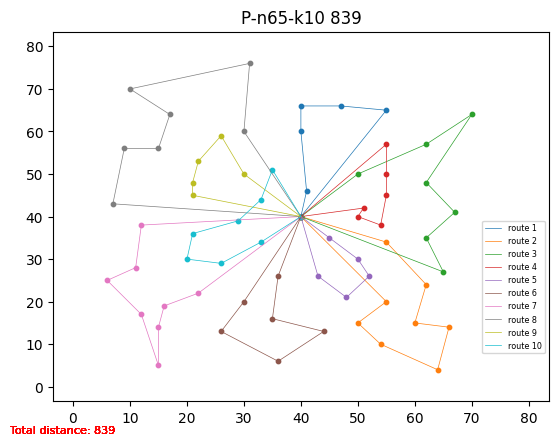 P-n65-k10 839
80
70
60
50
40
30
20
10
0
0 10 20 30 40 50 60 70 80
route 1
route 2
route 3
route 4
route 5
route 6
route 7
route 8
route 9
route 10
Total distance: 839